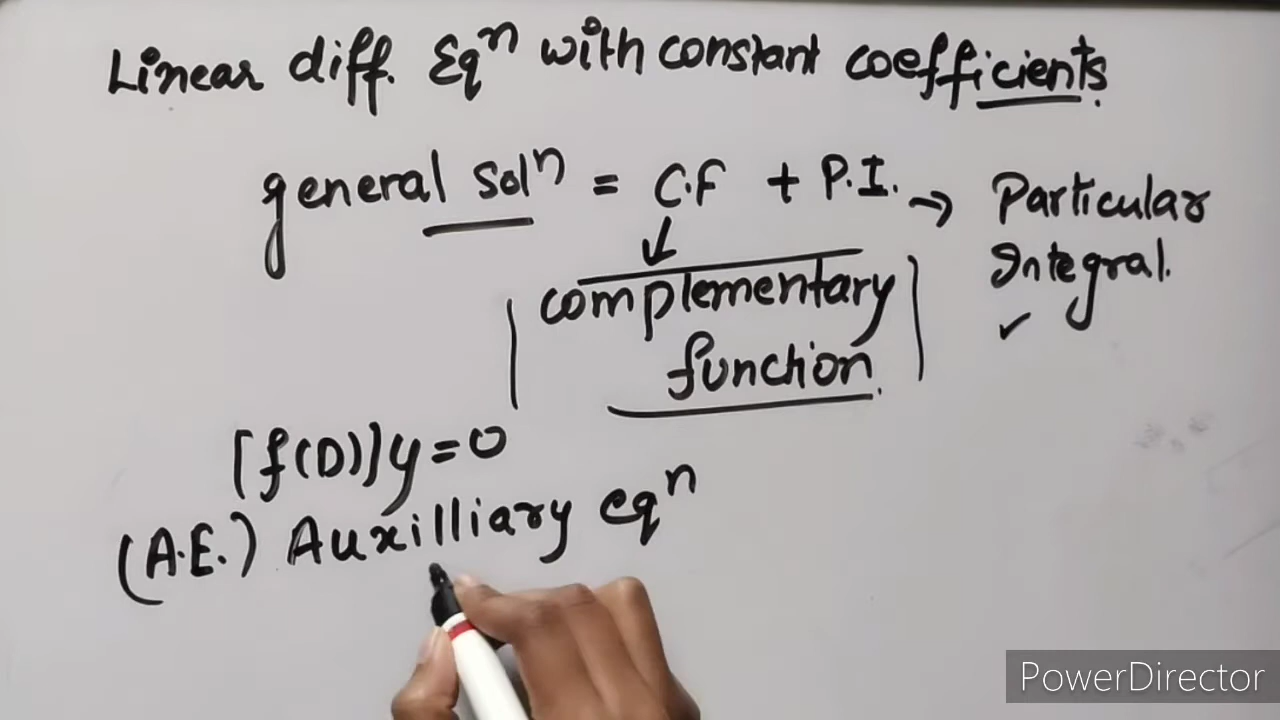 Linear diff. Eqⁿ with constant coefficients.
general solⁿ = C.F + P.I. → Particular
Integral.
↓
complementary
function.
[f(D)]y=0
(A.E.) Auxilliary eqⁿ
PowerDirector